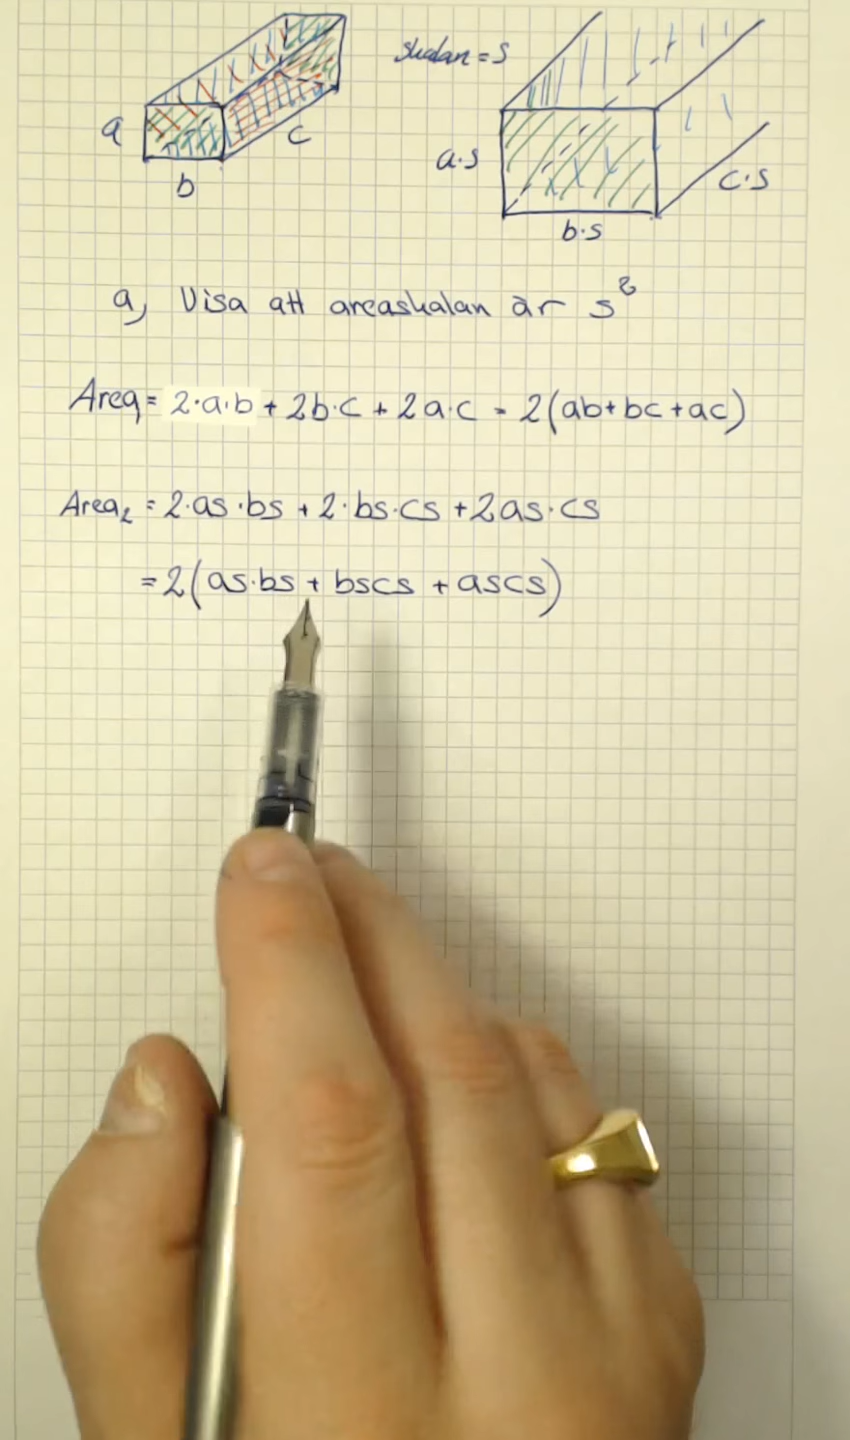 skalan = s
a
b
c
a·s
b·s
c·s
a) Visa att areaskalan är s²
Area = 2·a·b + 2b·c + 2a·c = 2(ab+bc+ac)
Area₂ = 2·as·bs + 2·bs·cs + 2as·cs
= 2(as·bs + bscs + ascs)